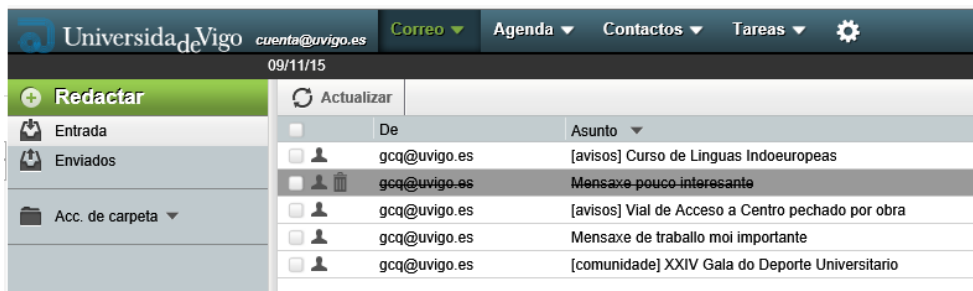 UniversidadeVigo cuenta@uvigo.es Correo Agenda Contactos Tareas
09/11/15
Redactar Actualizar
De Asunto
Entrada
Enviados
Acc. de carpeta
gcq@uvigo.es [avisos] Curso de Linguas Indoeuropeas
gcq@uvigo.es Mensaxe pouco interesante
gcq@uvigo.es [avisos] Vial de Acceso a Centro pechado por obra
gcq@uvigo.es Mensaxe de traballo moi importante
gcq@uvigo.es [comunidade] XXIV Gala do Deporte Universitario